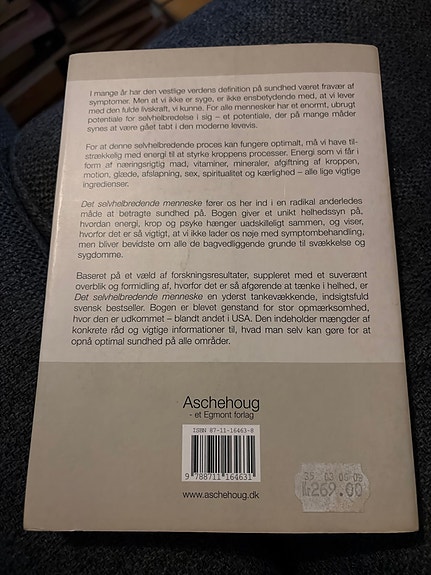 I mange år har den vestlige verdens definition på sundhed været fravær af
symptomer. Men at vi ikke er syge, er ikke ensbetydende med, at vi lever
med den fulde livskraft, vi kunne. For alle mennesker har et enormt, ubrugt
potentiale for selvhelbredelse i sig – et potentiale, der på mange måder
synes at være gået tabt i den moderne levevis.
For at denne selvhelbredende proces kan fungere optimalt, må vi have til-
strækkelig med energi til at styrke kroppens processer. Energi som vi får i
form af næringsrigtig mad, vitaminer, mineraler, afgiftning af kroppen,
motion, glæde, afslapning, sex, spiritualitet og kærlighed – alle lige vigtige
ingredienser.
Det selvhelbredende menneske fører os her ind i en radikal anderledes
måde at betragte sundhed på. Bogen giver et unikt helhedssyn på,
hvordan energi, krop og psyke hænger uadskilleligt sammen, og viser,
hvorfor det er så vigtigt, at vi ikke lader os nøje med symptombehandling,
men bliver bevidste om alle de bagvedliggende grunde til svækkelse og
sygdomme.
Baseret på et væld af forskningsresultater, suppleret med et suverænt
overblik og formidling af, hvorfor det er så afgørende at tænke i helhed, er
Det selvhelbredende menneske en yderst tankevækkende, indsigtsfuld
svensk bestseller. Bogen er blevet genstand for stor opmærksomhed,
hvor den er udkommet – blandt andet i USA. Den indeholder mængder af
konkrete råd og vigtige informationer til, hvad man selv kan gøre for at
opnå optimal sundhed på alle områder.
Aschehoug
- et Egmont forlag
ISBN 87-11-16463-8
9 788711 164631
www.aschehoug.dk
35 03 06 09
Kr269.00